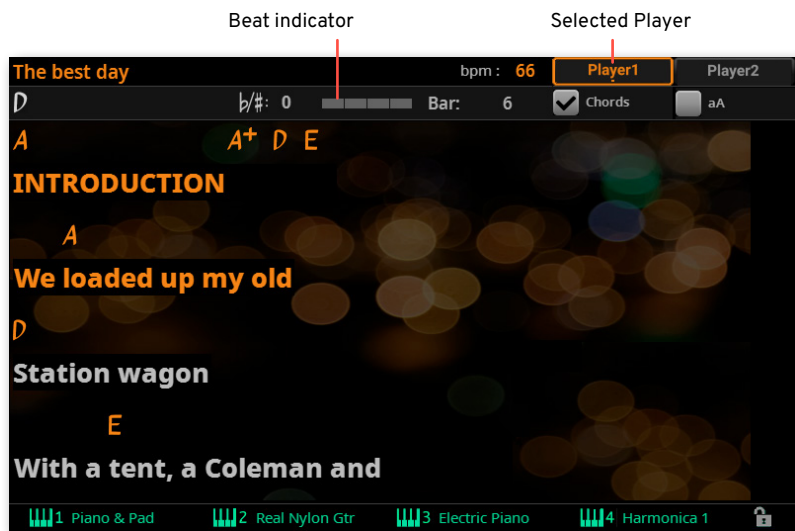 Beat indicator Selected Player
The best day bpm : 66 Player1 Player2
D b/#: 0 Bar: 6 Chords aA
A A+ D E
INTRODUCTION
A
We loaded up my old
D
Station wagon
E
With a tent, a Coleman and
1 Piano & Pad 2 Real Nylon Gtr 3 Electric Piano 4 Harmonica 1